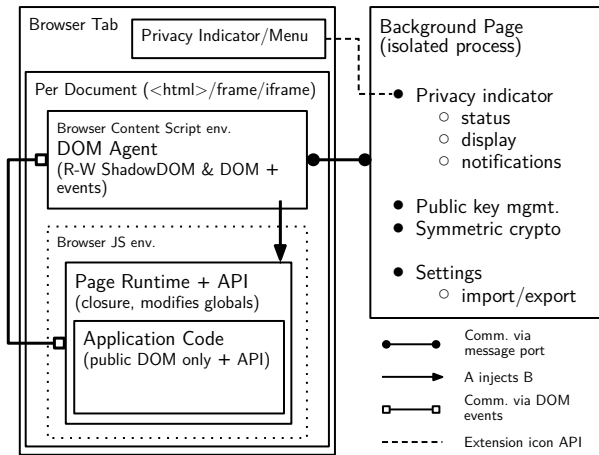 Browser Tab
Privacy Indicator/Menu
Per Document (<html>/frame/iframe)
Browser Content Script env.
DOM Agent
(R-W ShadowDOM & DOM +
events)
Browser JS env.
Page Runtime + API
(closure, modifies globals)
Application Code
(public DOM only + API)
Background Page
(isolated process)
Privacy indicator
status
display
notifications
Public key mgmt.
Symmetric crypto
Settings
import/export
Comm. via
message port
A injects B
Comm. via DOM
events
Extension icon API